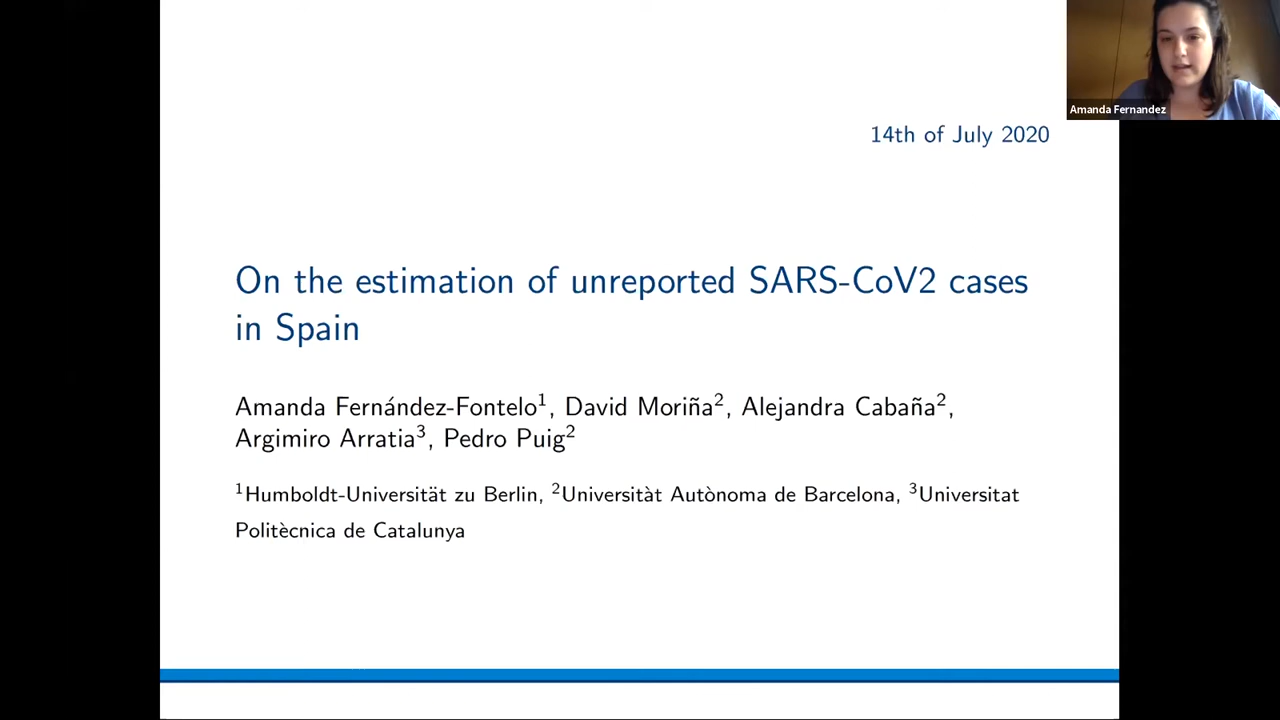 Amanda Fernandez
14th of July 2020
On the estimation of unreported SARS-CoV2 cases
in Spain
Amanda Fernández-Fontelo¹, David Moriña², Alejandra Cabaña²,
Argimiro Arratia³, Pedro Puig²
¹Humboldt-Universität zu Berlin, ²Universitàt Autònoma de Barcelona, ³Universitat
Politècnica de Catalunya